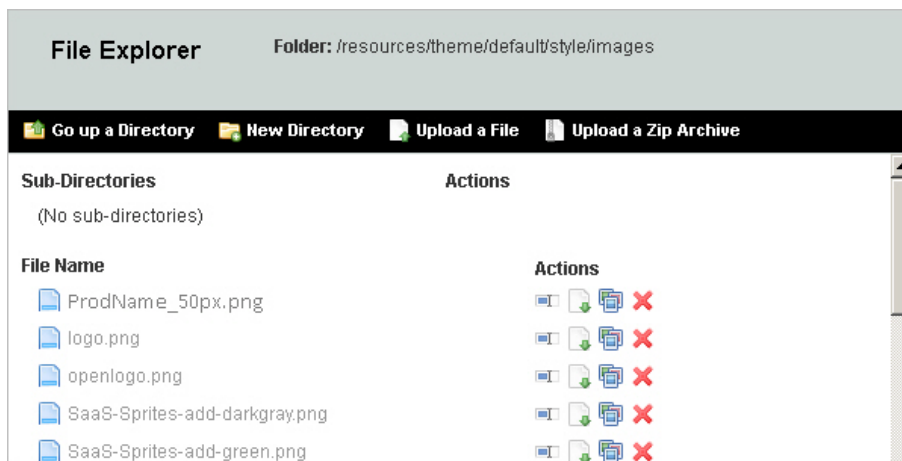 File Explorer Folder: /resources/theme/default/style/images
Go up a Directory New Directory Upload a File Upload a Zip Archive
Sub-Directories Actions
(No sub-directories)
File Name Actions
ProdName_50px.png
logo.png
openlogo.png
SaaS-Sprites-add-darkgray.png
SaaS-Sprites-add-green.png